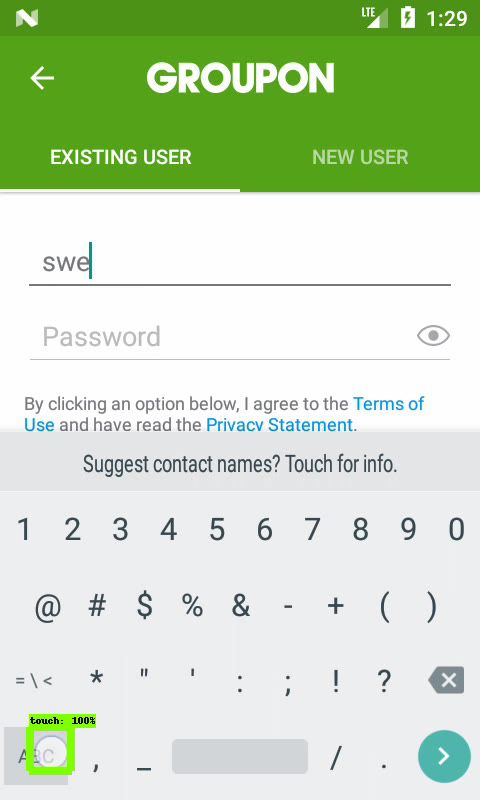 LTE 1:29
GROUPON
EXISTING USER NEW USER
swe
Password
By clicking an option below, I agree to the Terms of
Use and have read the Privacy Statement.
Suggest contact names? Touch for info.
1 2 3 4 5 6 7 8 9 0
@ # $ % & - + ( )
= \ < * " ' : ; ! ?
touch: 100%
ABC , _ / .